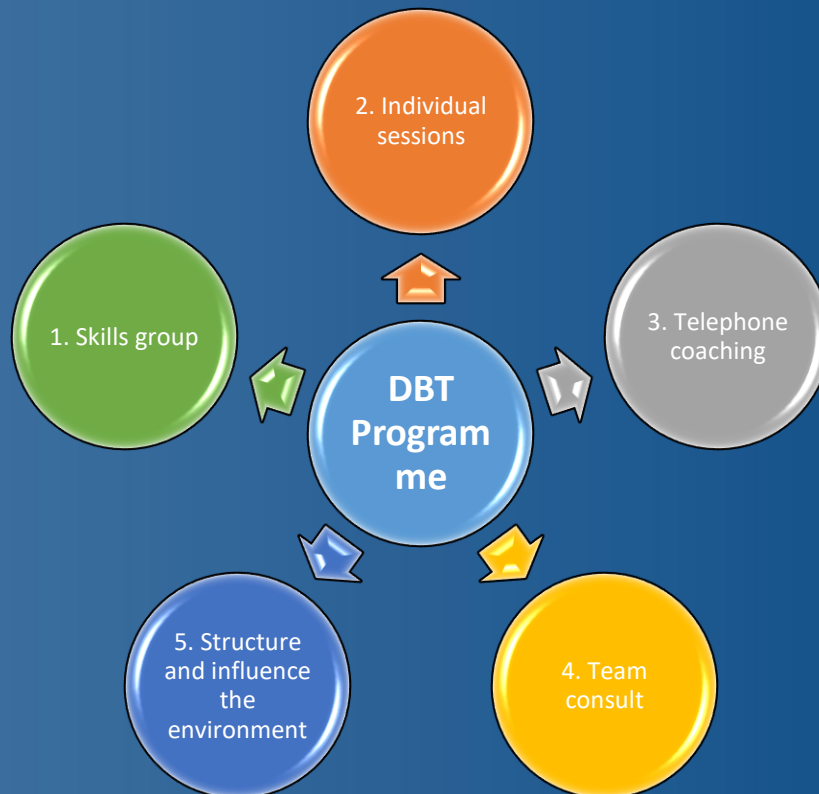 2. Individual
sessions
1. Skills group
3. Telephone
coaching
DBT
Program
me
5. Structure
and influence
the
environment
4. Team
consult